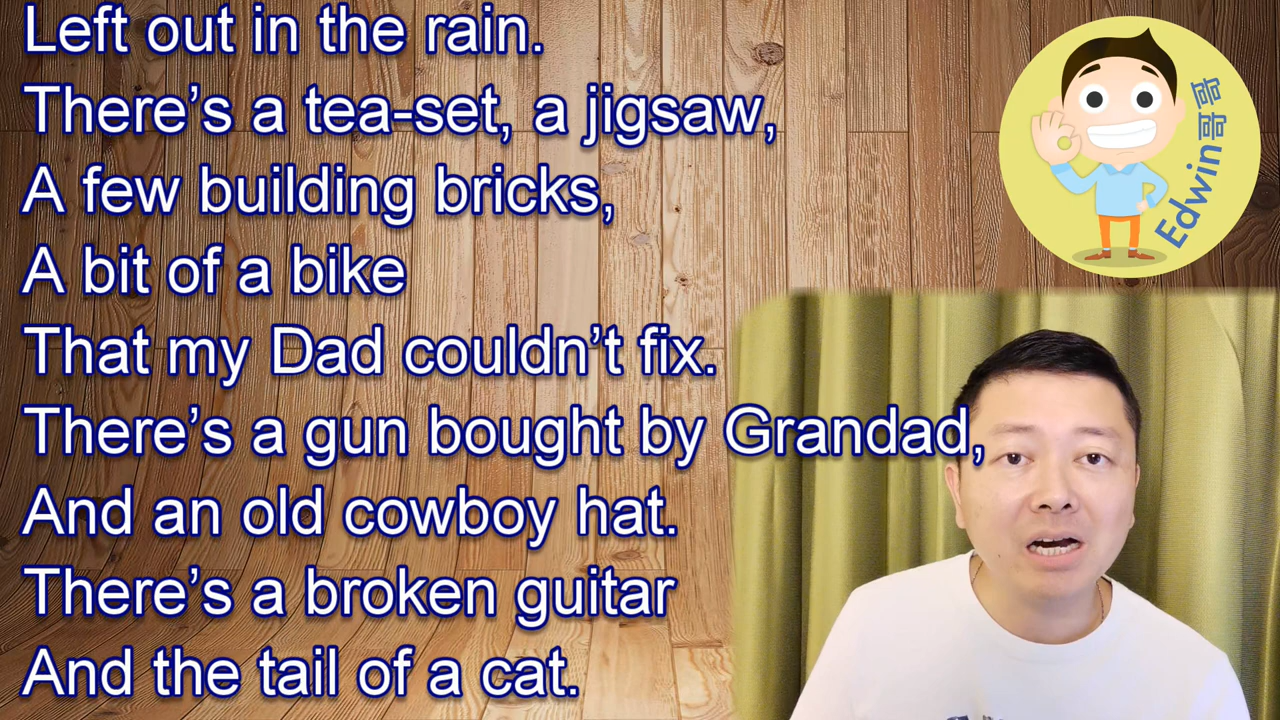 Left out in the rain.
There’s a tea-set, a jigsaw,
A few building bricks,
A bit of a bike
That my Dad couldn’t fix.
There’s a gun bought by Grandad,
And an old cowboy hat.
There’s a broken guitar
And the tail of a cat.
Edwin哥哥